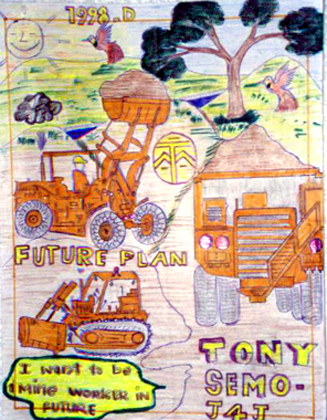 1998.D
FUTURE PLAN
TONY
SEMO-
J4J
I want to be
Mine WORKER IN
FUTURE